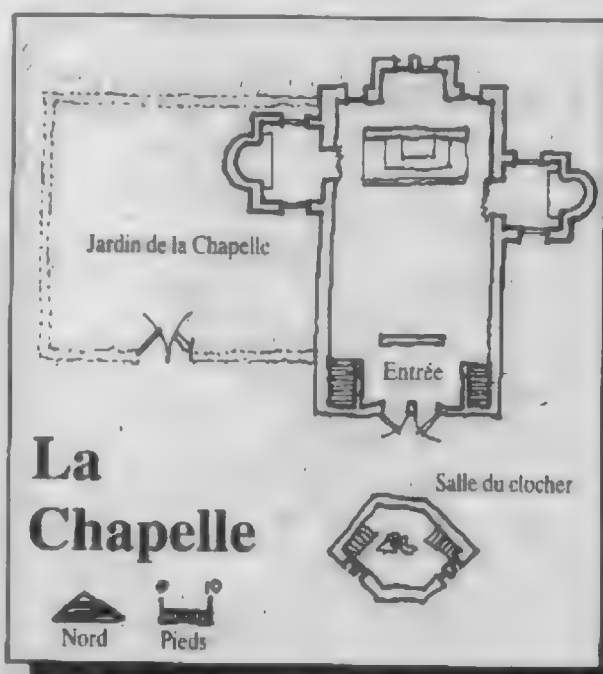 Jardin de la Chapelle
Entrée
La
Chapelle
Salle du clocher
Nord
Pieds